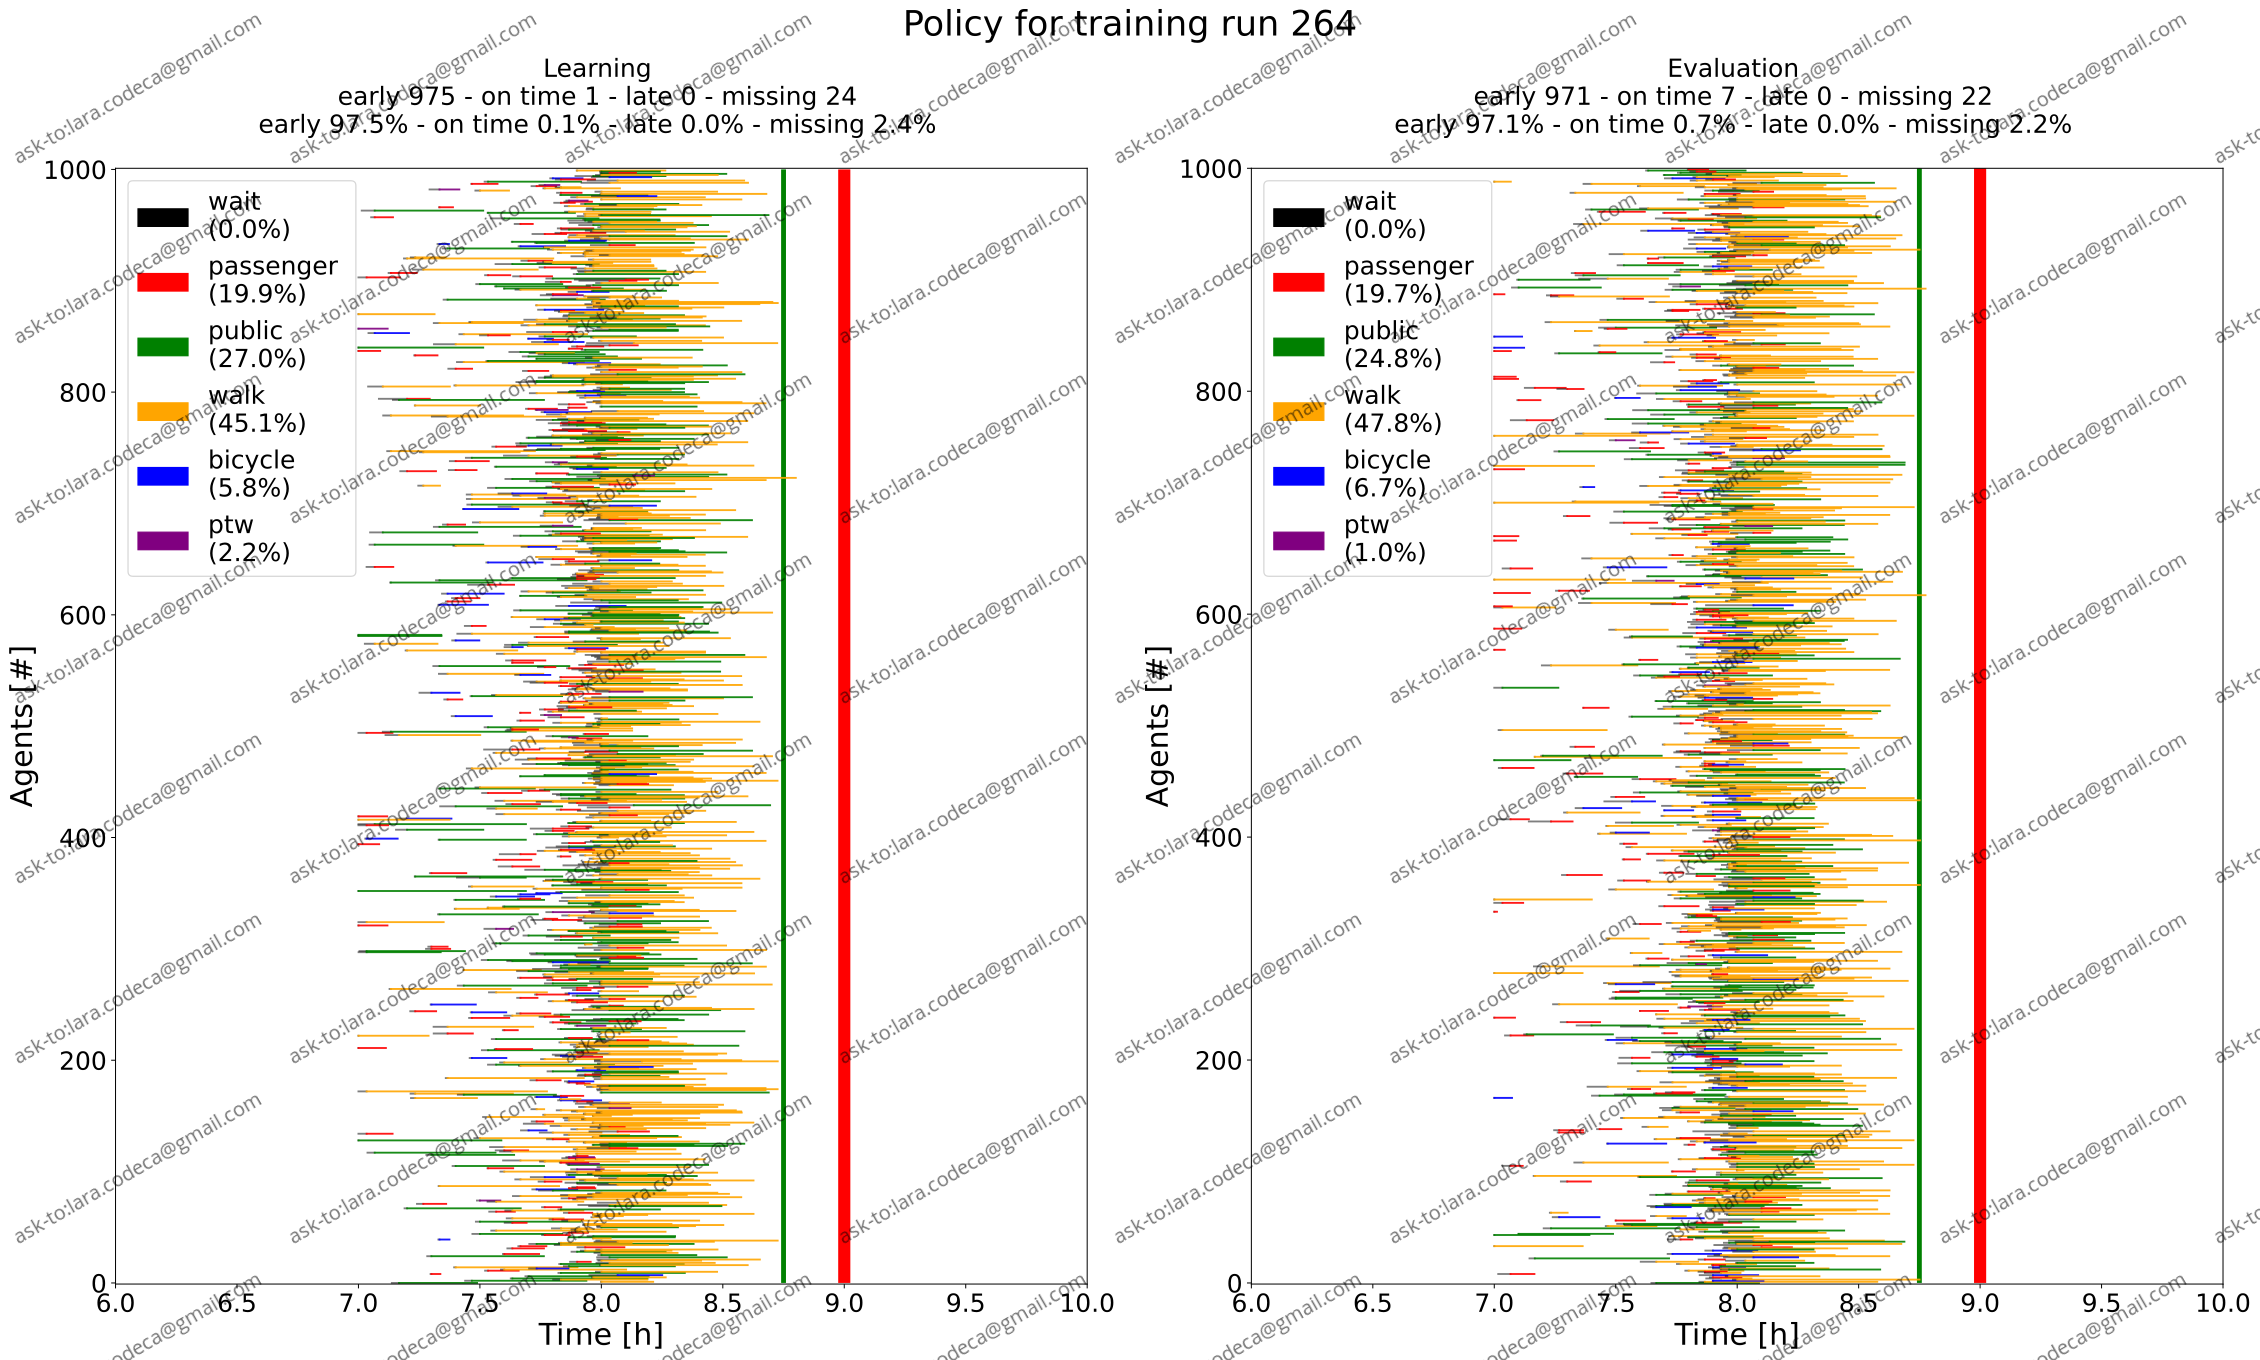 Policy for training run 264
Learning
early 975 - on time 1 - late 0 - missing 24
early 97.5% - on time 0.1% - late 0.0% - missing 2.4%
1000
800
600
400
200
0
Agents [#]
wait
(0.0%)
passenger
(19.9%)
public
(27.0%)
walk
(45.1%)
bicycle
(5.8%)
ptw
(2.2%)
6.0 6.5 7.0 7.5 8.0 8.5 9.0 9.5 10.0
Time [h]
Evaluation
early 971 - on time 7 - late 0 - missing 22
early 97.1% - on time 0.7% - late 0.0% - missing 2.2%
1000
800
600
400
200
0
Agents [#]
wait
(0.0%)
passenger
(19.7%)
public
(24.8%)
walk
(47.8%)
bicycle
(6.7%)
ptw
(1.0%)
6.0 6.5 7.0 7.5 8.0 8.5 9.0 9.5 10.0
Time [h]
ask-to:lara.codeca@gmail.com